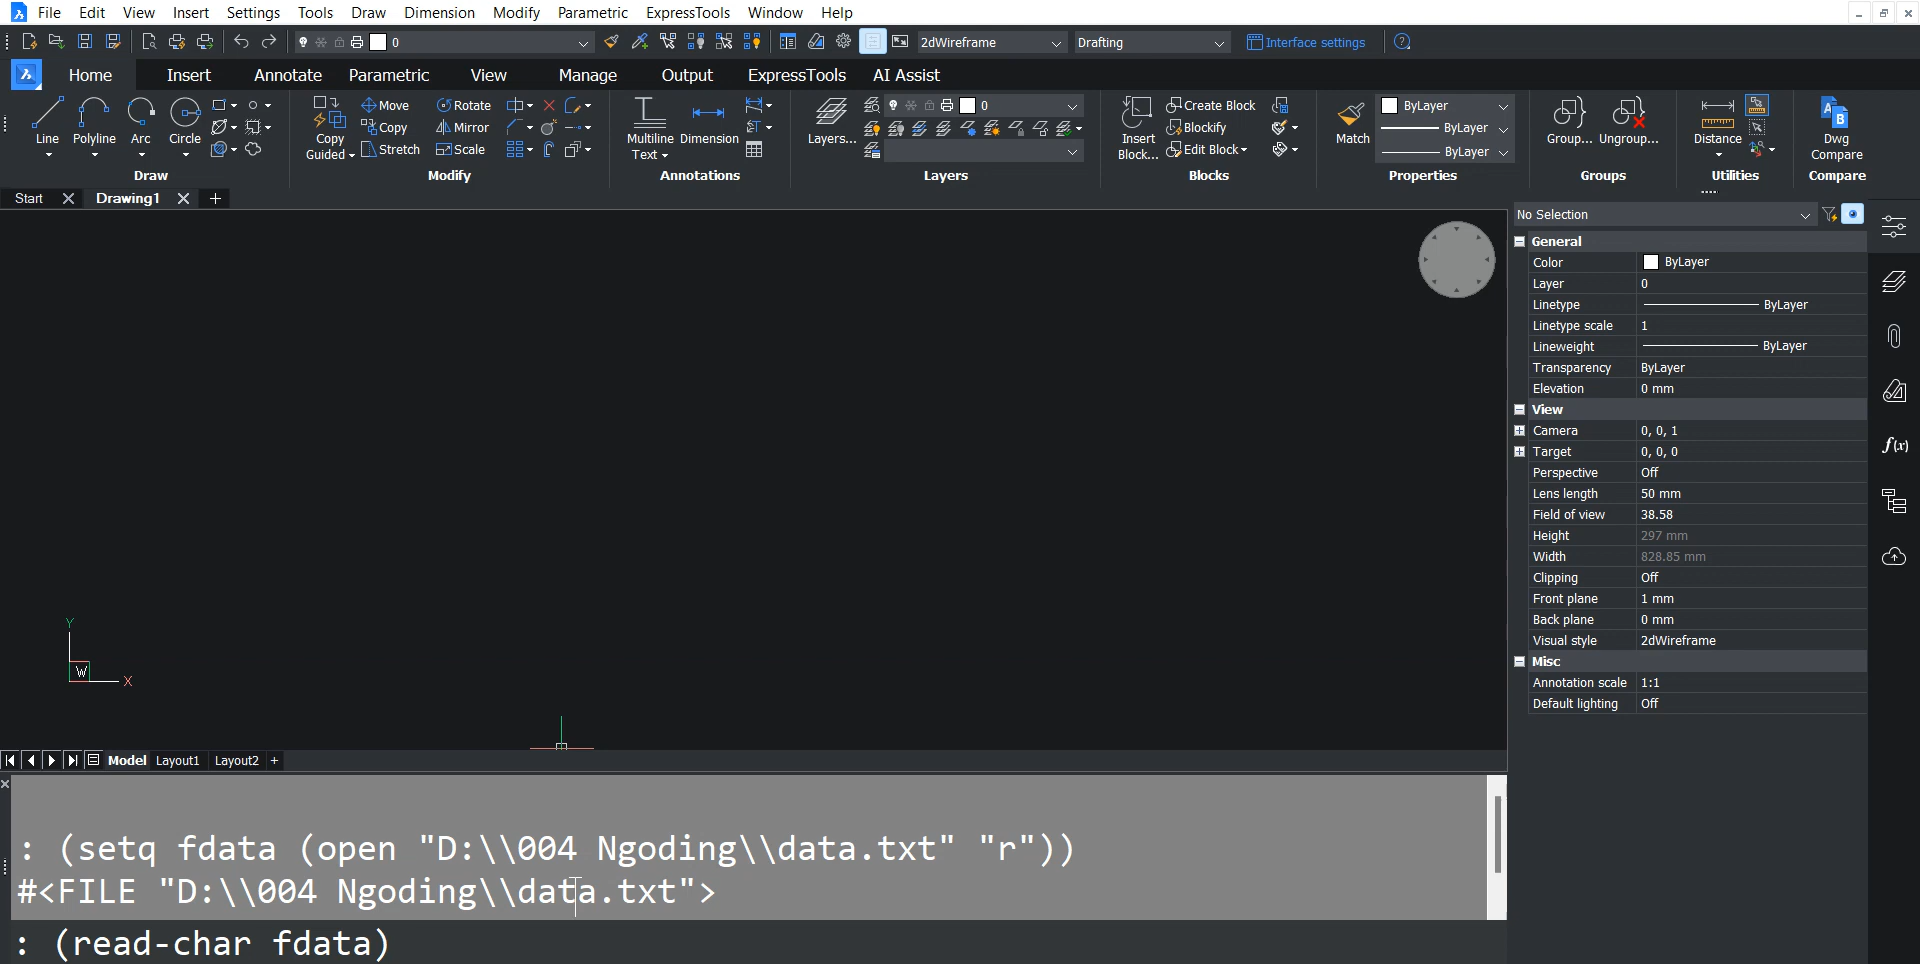 File Edit View Insert Settings Tools Draw Dimension Modify Parametric ExpressTools Window Help
0 2dWireframe Drafting Interface settings
Home Insert Annotate Parametric View Manage Output ExpressTools AI Assist
Line Polyline Arc Circle
Draw
Copy Guided
Move Rotate
Copy Mirror
Stretch Scale
Modify
Multiline Text Dimension
Annotations
Layers...
0
Layers
Insert Block...
Create Block
Blockify
Edit Block
Blocks
Match
ByLayer
ByLayer
ByLayer
Properties
Group... Ungroup...
Groups
Distance
Utilities
Dwg Compare
Compare
Start Drawing1
No Selection
General
Color ByLayer
Layer 0
Linetype ByLayer
Linetype scale 1
Lineweight ByLayer
Transparency ByLayer
Elevation 0 mm
View
Camera 0, 0, 1
Target 0, 0, 0
Perspective Off
Lens length 50 mm
Field of view 38.58
Height 297 mm
Width 828.85 mm
Clipping Off
Front plane 1 mm
Back plane 0 mm
Visual style 2dWireframe
Misc
Annotation scale 1:1
Default lighting Off
f(x)
Y
W
X
Model Layout1 Layout2 +
: (setq fdata (open "D:\\004 Ngoding\\data.txt" "r"))
#<FILE "D:\\004 Ngoding\\data.txt">
: (read-char fdata)